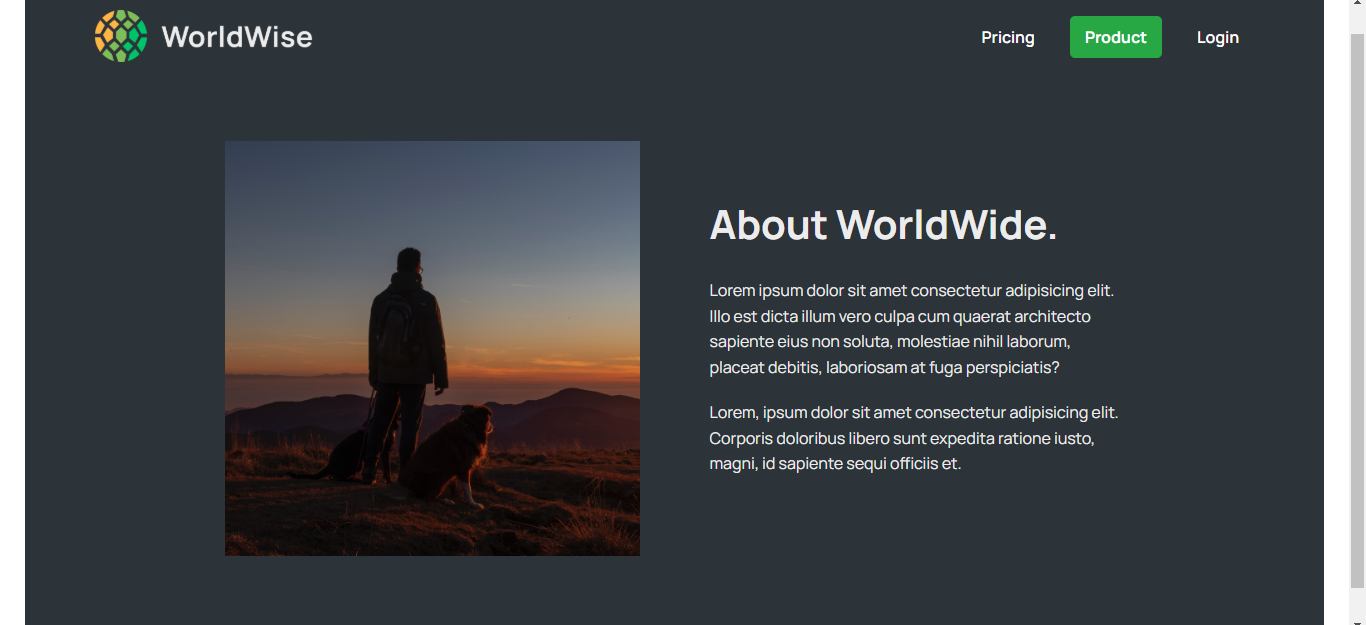 WorldWise
Pricing
Product
Login
About WorldWide.
Lorem ipsum dolor sit amet consectetur adipisicing elit.
Illo est dicta illum vero culpa cum quaerat architecto
sapiente eius non soluta, molestiae nihil laborum,
placeat debitis, laboriosam at fuga perspiciatis?
Lorem, ipsum dolor sit amet consectetur adipisicing elit.
Corporis doloribus libero sunt expedita ratione iusto,
magni, id sapiente sequi officiis et.